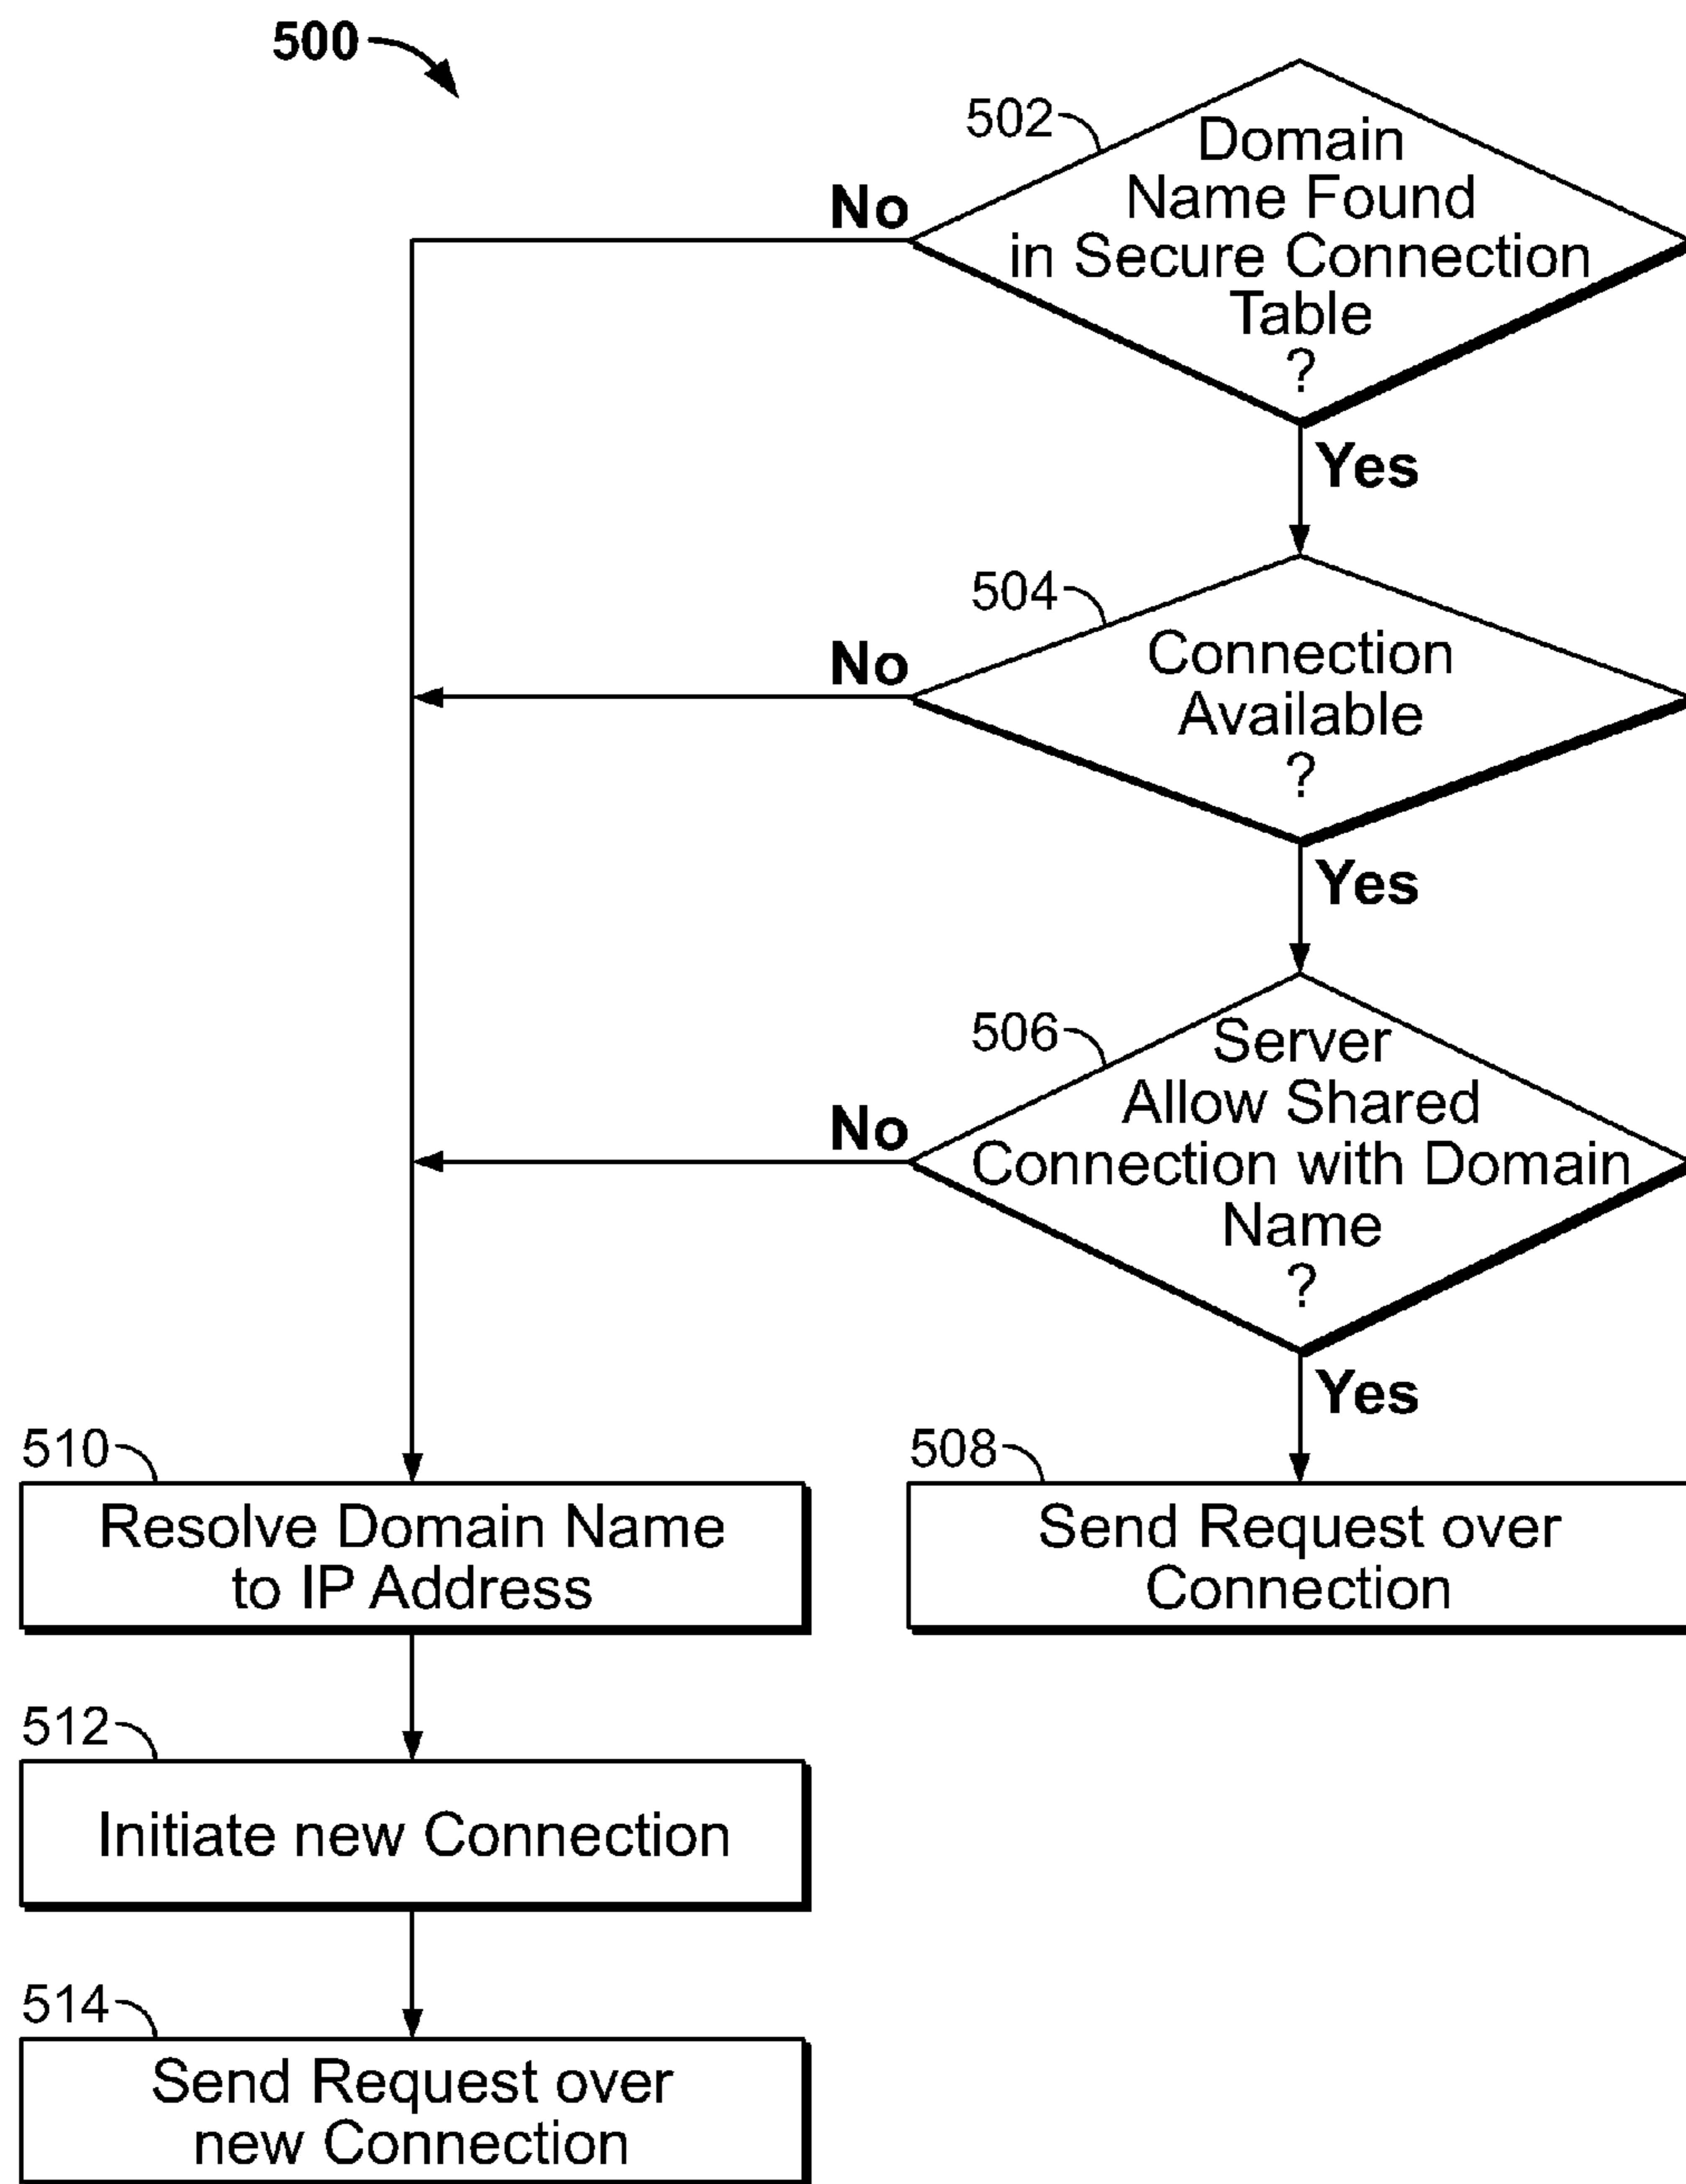 500
502
Domain
Name Found
in Secure Connection
Table
?
No
Yes
504
Connection
Available
?
No
Yes
506
Server
Allow Shared
Connection with Domain
Name
?
No
Yes
510
Resolve Domain Name
to IP Address
508
Send Request over
Connection
512
Initiate new Connection
514
Send Request over
new Connection